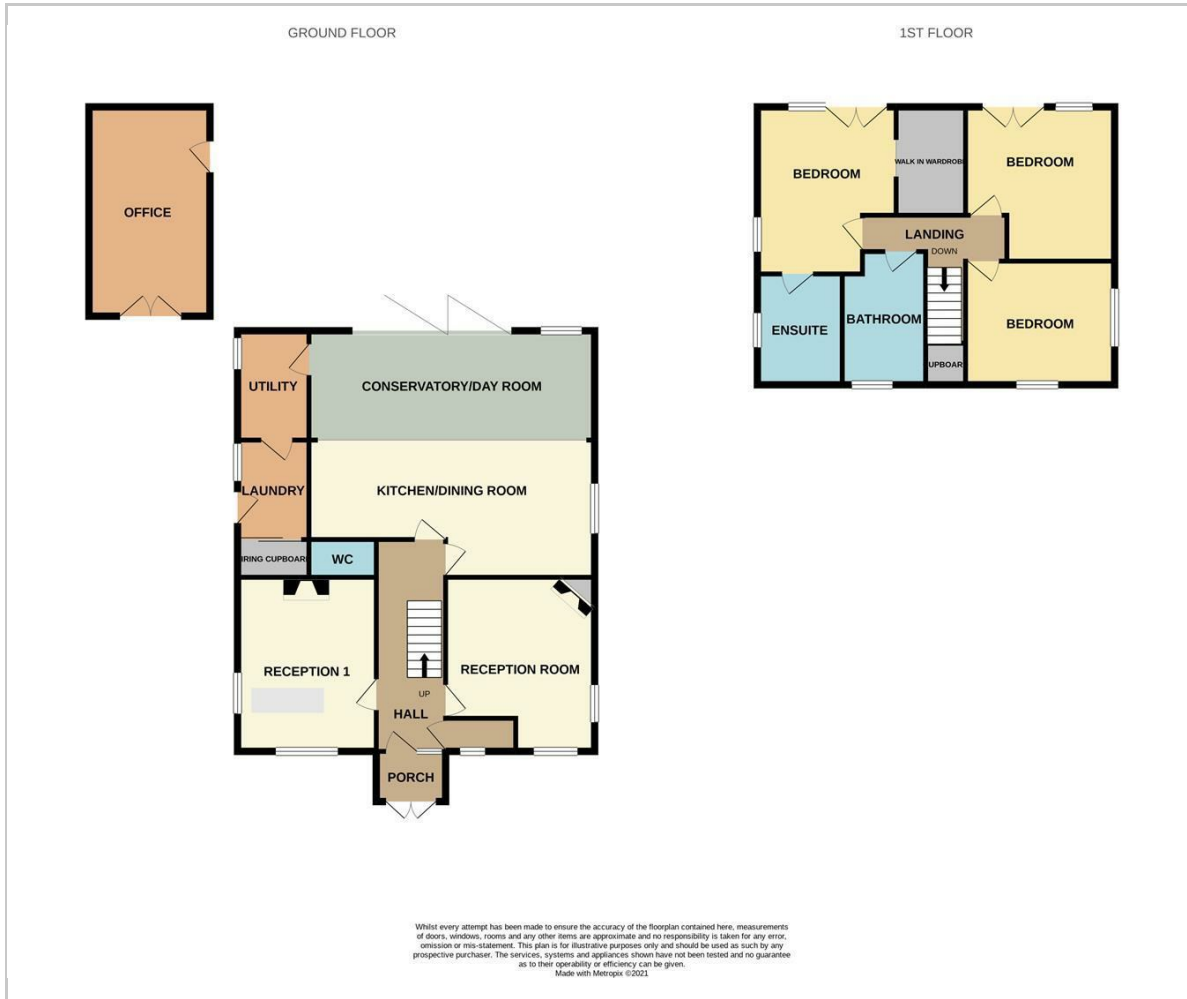 GROUND FLOOR
1ST FLOOR
OFFICE
UTILITY
CONSERVATORY/DAY ROOM
LAUNDRY
KITCHEN/DINING ROOM
IRING CUPBOAR
WC
RECEPTION 1
RECEPTION ROOM
UP
HALL
PORCH
BEDROOM
WALK IN WARDROBE
BEDROOM
LANDING
DOWN
ENSUITE
BATHROOM
BEDROOM
UPBOAR
Whilst every attempt has been made to ensure the accuracy of the floorplan contained here, measurements
of doors, windows, rooms and any other items are approximate and no responsibility is taken for any error,
omission or mis-statement. This plan is for illustrative purposes only and should be used as such by any
prospective purchaser. The services, systems and appliances shown have not been tested and no guarantee
as to their operability or efficiency can be given.
Made with Metropix ©2021